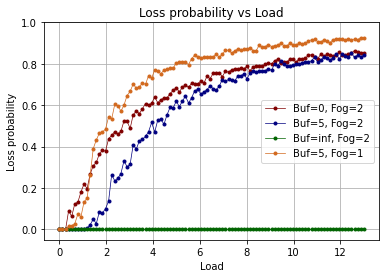 Loss probability vs Load
1.0
0.8
0.6
0.4
0.2
0.0
Loss probability
Buf=0, Fog=2
Buf=5, Fog=2
Buf=inf, Fog=2
Buf=5, Fog=1
0 2 4 6 8 10 12
Load